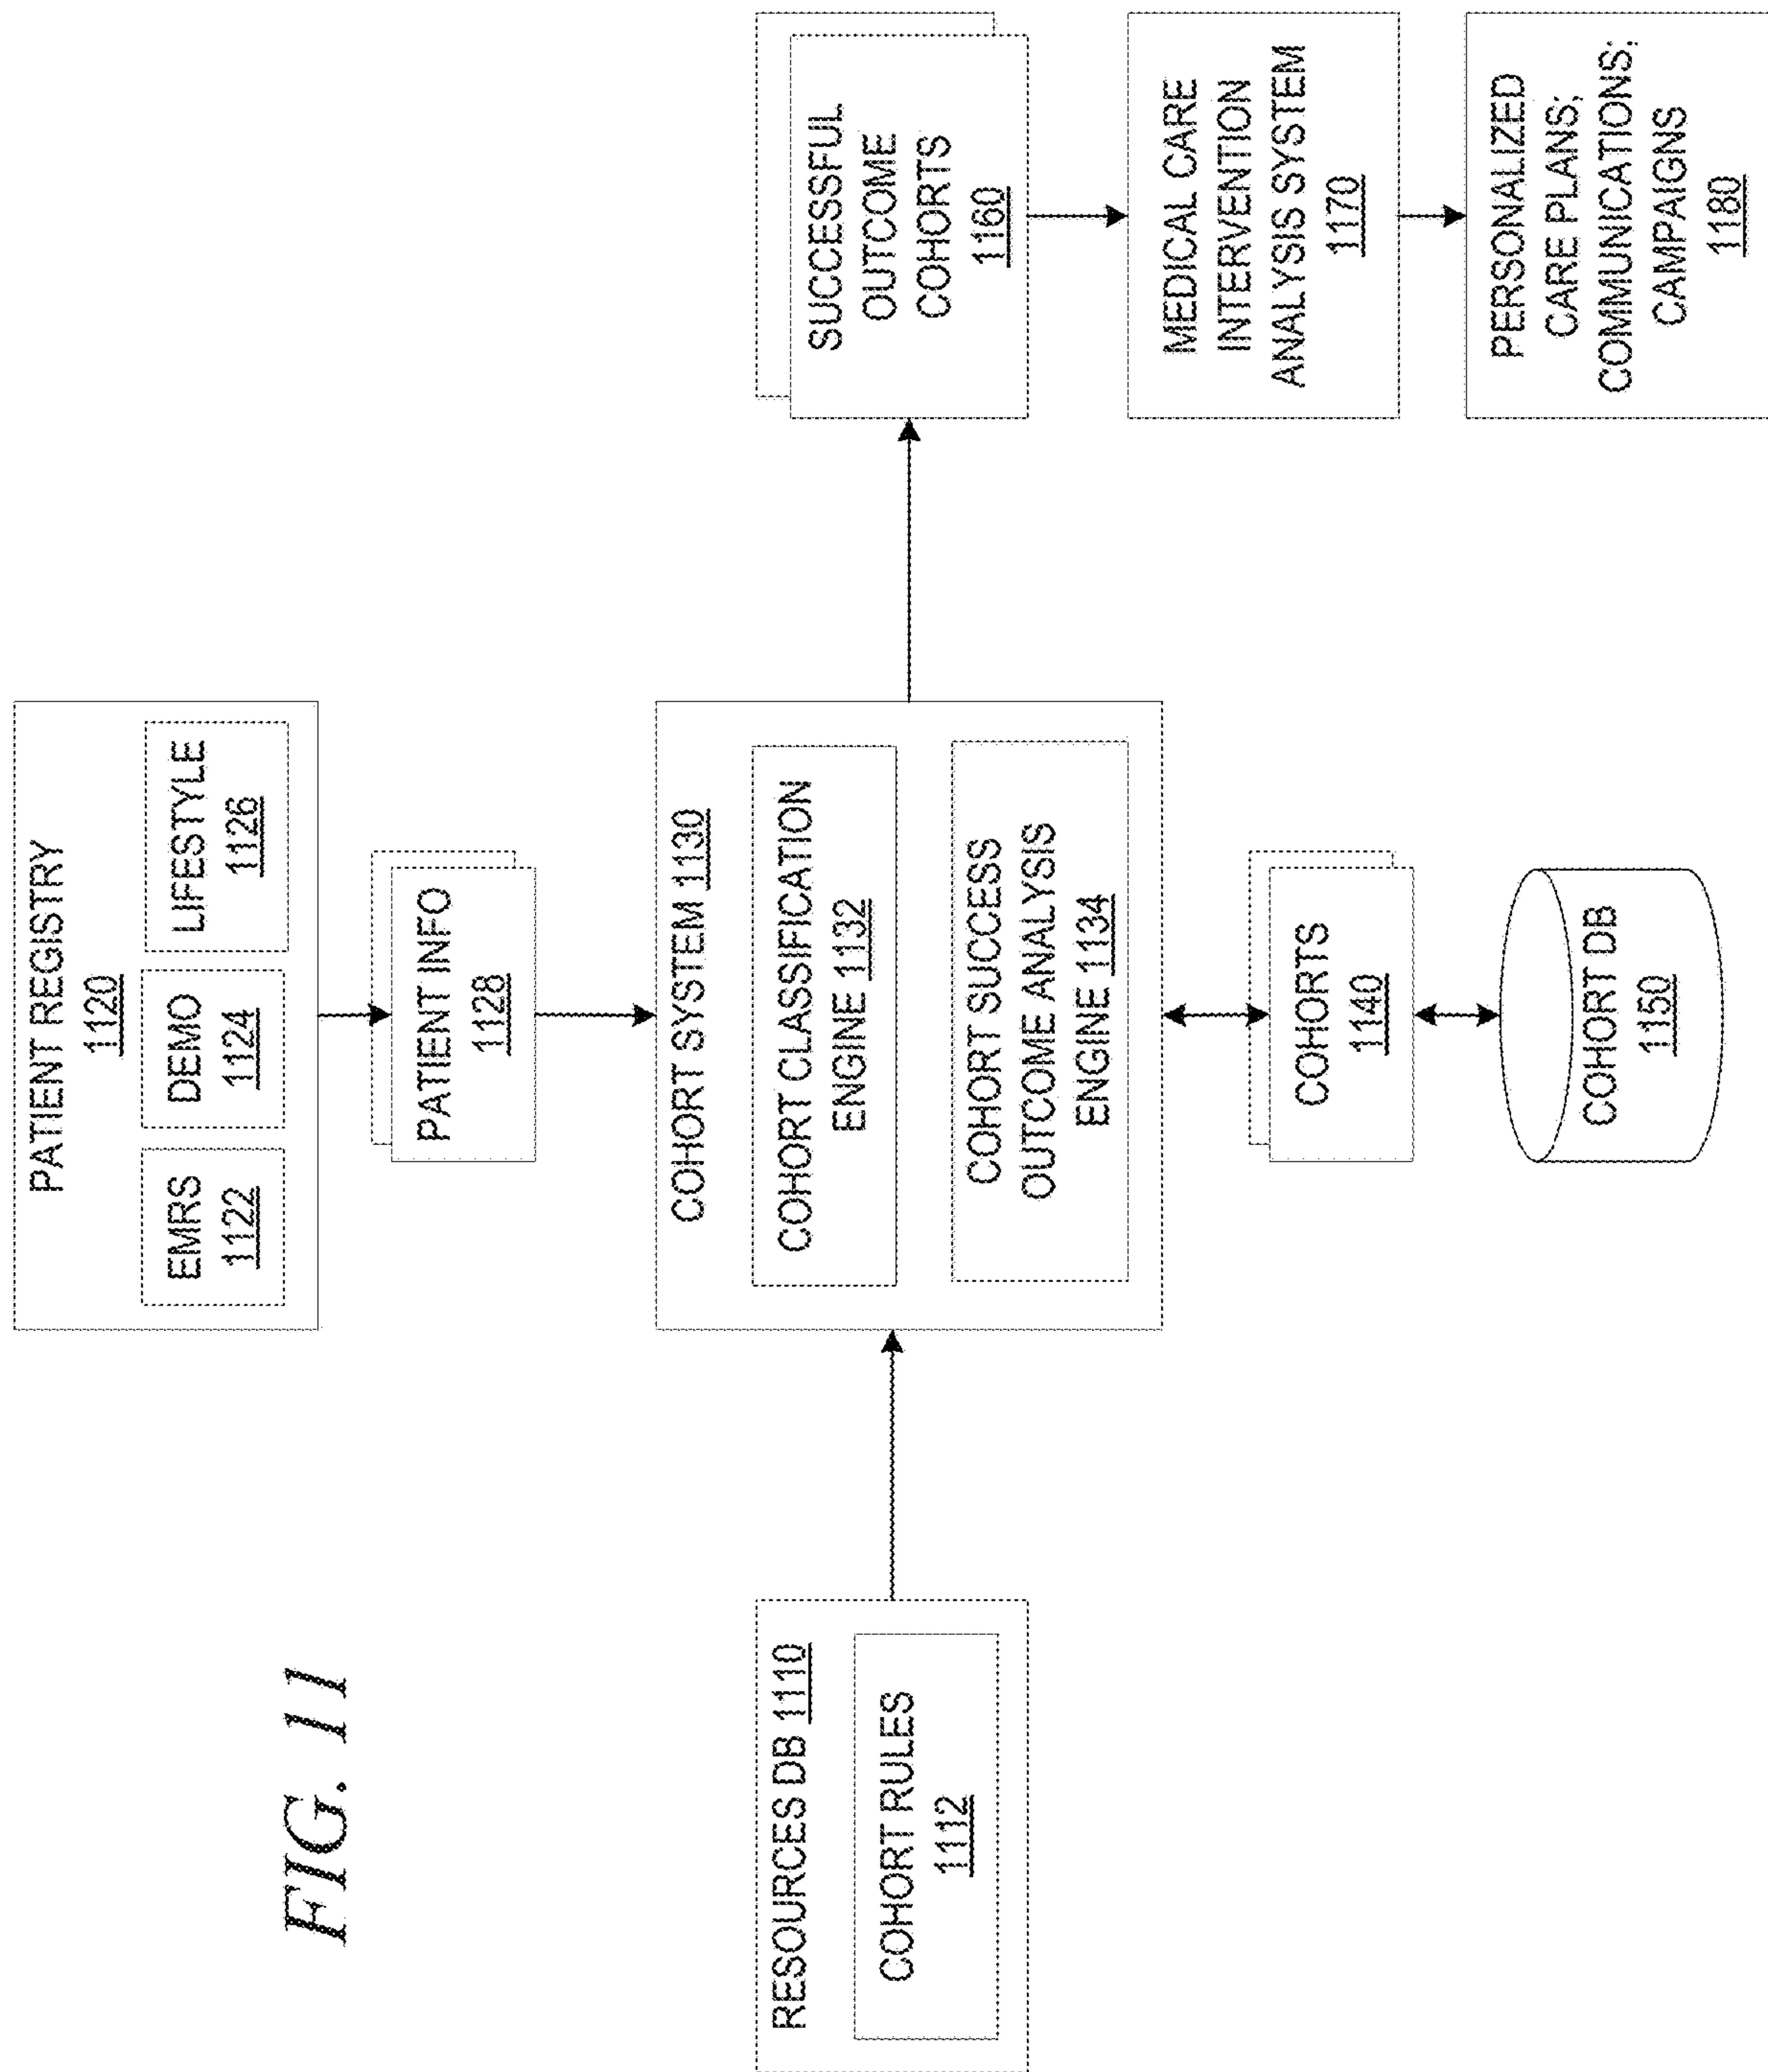 FIG. 11
PATIENT REGISTRY
1120
EMRS
1122
DEMO
1124
LIFESTYLE
1126
PATIENT INFO
1128
RESOURCES DB 1110
COHORT RULES
1112
COHORT SYSTEM 1130
COHORT CLASSIFICATION
ENGINE 1132
COHORT SUCCESS
OUTCOME ANALYSIS
ENGINE 1134
COHORTS
1140
COHORT DB
1150
SUCCESSFUL
OUTCOME
COHORTS
1160
MEDICAL CARE
INTERVENTION
ANALYSIS SYSTEM
1170
PERSONALIZED
CARE PLANS;
COMMUNICATIONS;
CAMPAIGNS
1180